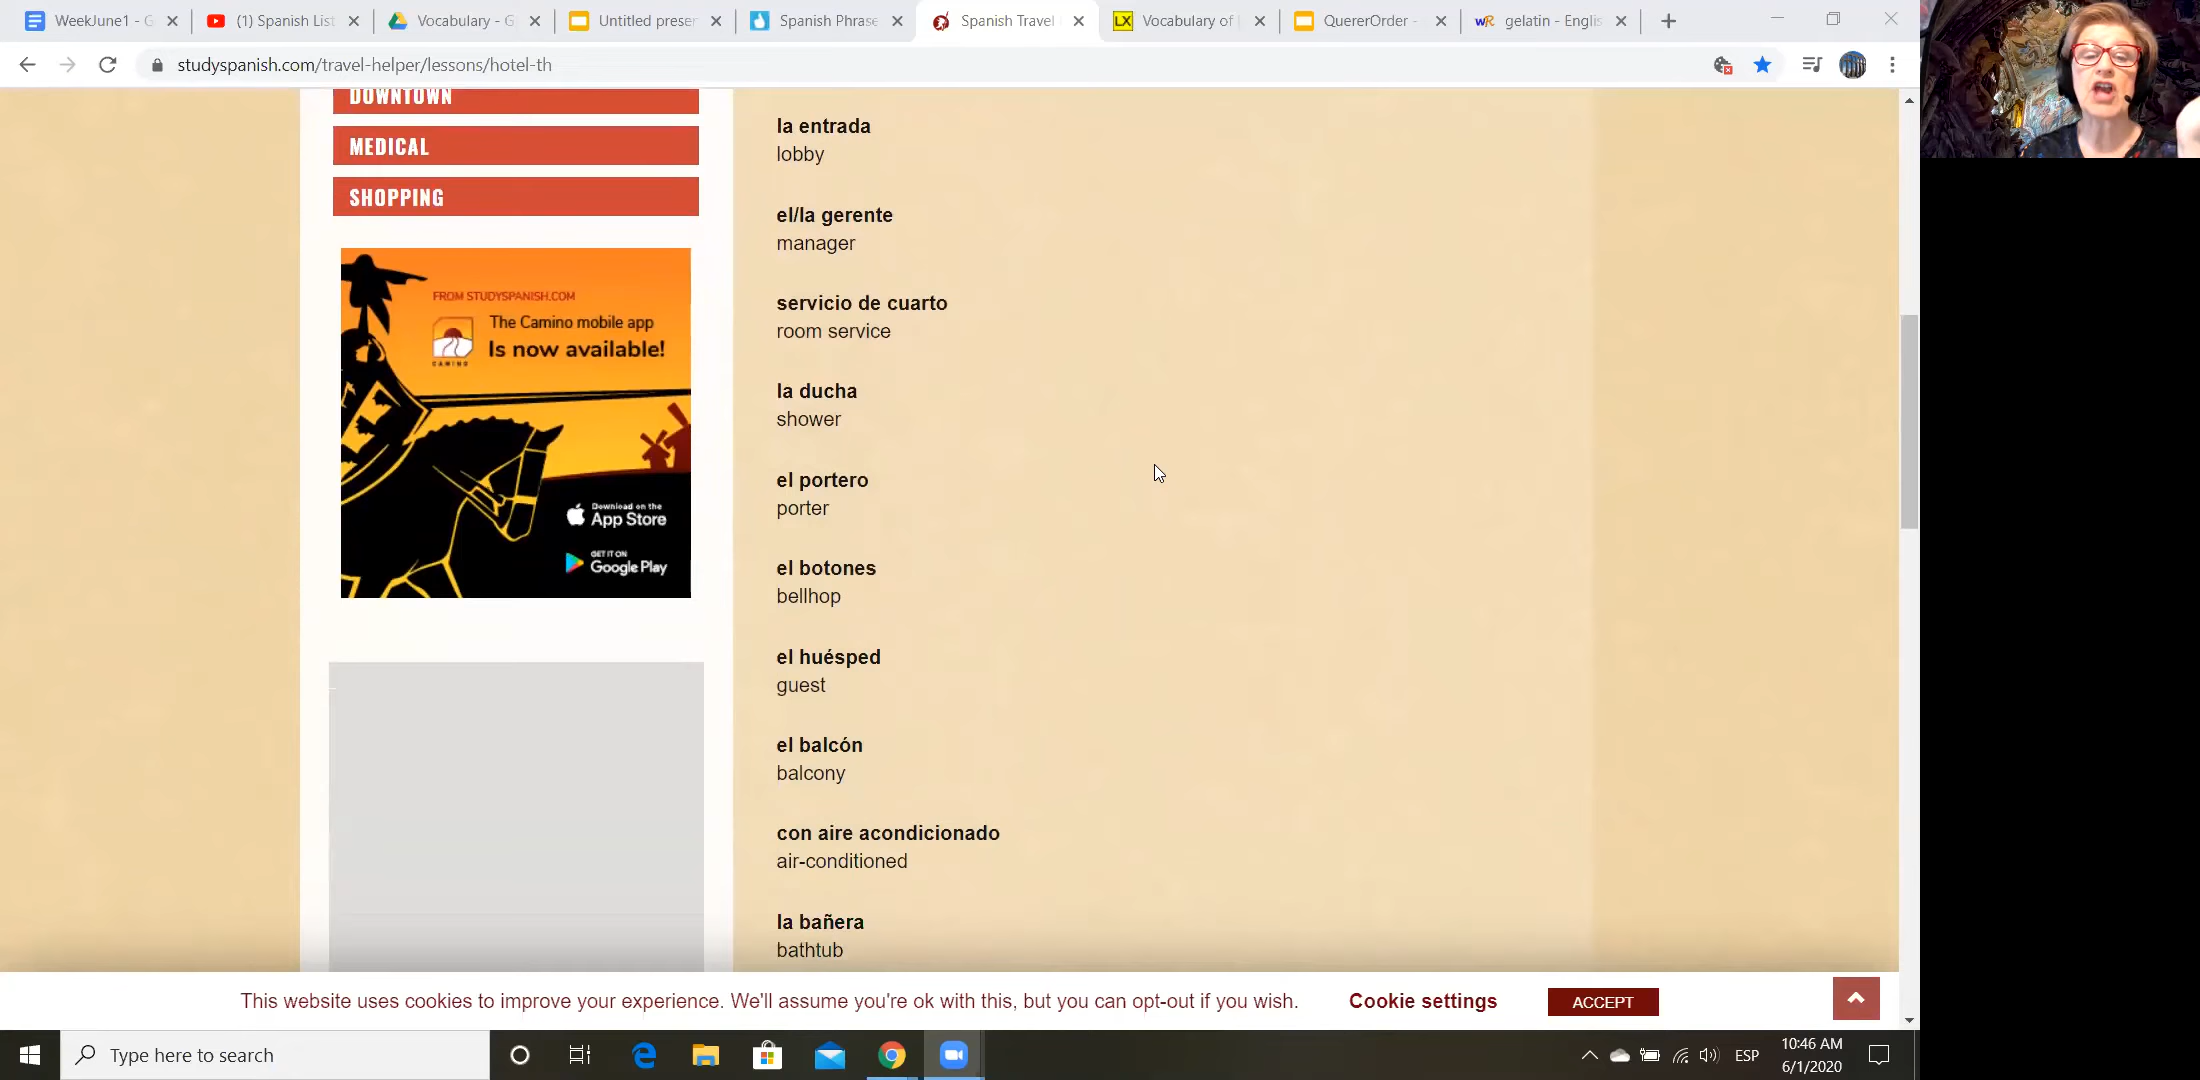 WeekJune1 - G
(1) Spanish List
Vocabulary - G
Untitled preser
Spanish Phrase
Spanish Travel
LX
Vocabulary of
QuererOrder -
WR
gelatin - Englis
studyspanish.com/travel-helper/lessons/hotel-th
DOWNTOWN
MEDICAL
SHOPPING
FROM STUDYSPANISH.COM
The Camino mobile app
Is now available!
CAMINO
Download on the
App Store
GET IT ON
Google Play
la entrada
lobby
el/la gerente
manager
servicio de cuarto
room service
la ducha
shower
el portero
porter
el botones
bellhop
el huésped
guest
el balcón
balcony
con aire acondicionado
air-conditioned
la bañera
bathtub
This website uses cookies to improve your experience. We'll assume you're ok with this, but you can opt-out if you wish.
Cookie settings
ACCEPT
Type here to search
ESP
10:46 AM
6/1/2020